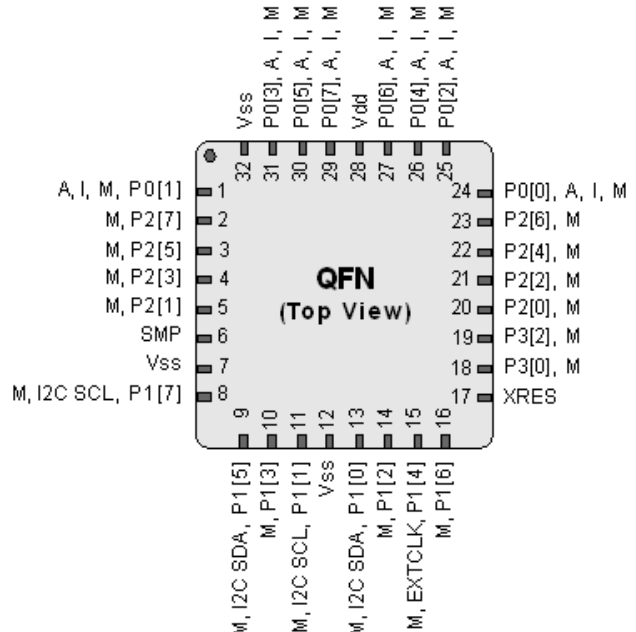 Vss
P0[3], A, I, M
P0[5], A, I, M
P0[7], A, I, M
Vdd
P0[6], A, I, M
P0[4], A, I, M
P0[2], A, I, M
32
31
30
29
28
27
26
25
A, I, M, P0[1] 1
M, P2[7] 2
M, P2[5] 3
M, P2[3] 4
M, P2[1] 5
SMP 6
Vss 7
M, I2C SCL, P1[7] 8
QFN
(Top View)
24 P0[0], A, I, M
23 P2[6], M
22 P2[4], M
21 P2[2], M
20 P2[0], M
19 P3[2], M
18 P3[0], M
17 XRES
9
10
11
12
13
14
15
16
M, I2C SDA, P1[5]
M, P1[3]
M, I2C SCL, P1[1]
Vss
M, I2C SDA, P1[0]
M, P1[2]
M, EXTCLK, P1[4]
M, P1[6]